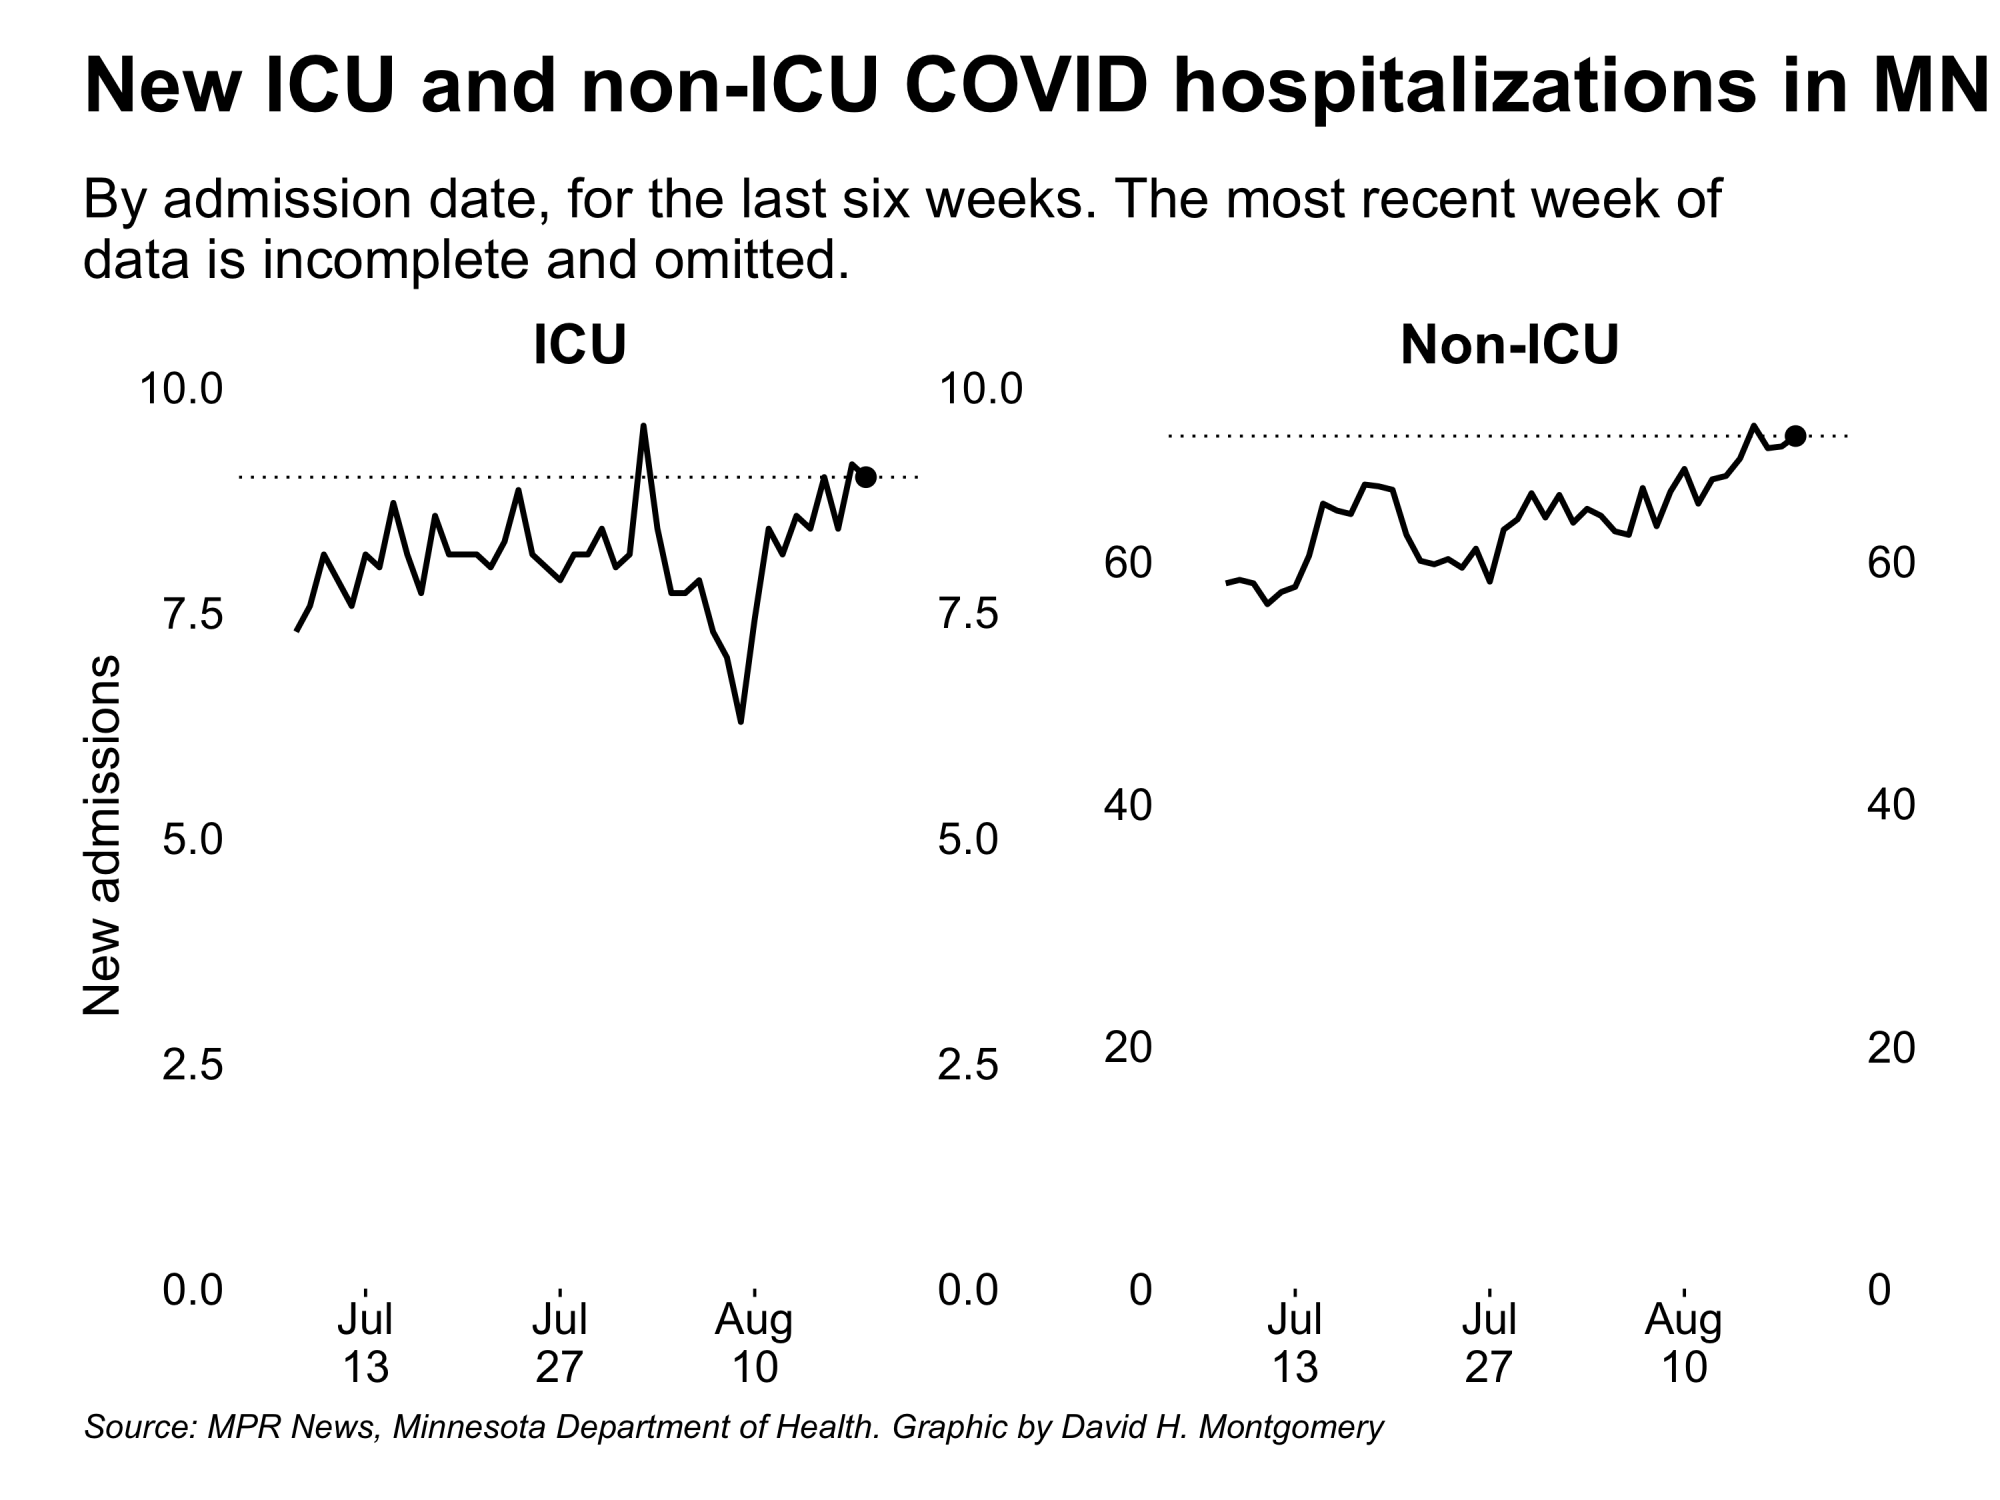 New ICU and non-ICU COVID hospitalizations in MN
By admission date, for the last six weeks. The most recent week of
data is incomplete and omitted.
ICU
Non-ICU
New admissions
10.0
7.5
5.0
2.5
0.0
10.0
7.5
5.0
2.5
0.0
60
40
20
0
60
40
20
0
Jul
13
Jul
27
Aug
10
Jul
13
Jul
27
Aug
10
Source: MPR News, Minnesota Department of Health. Graphic by David H. Montgomery